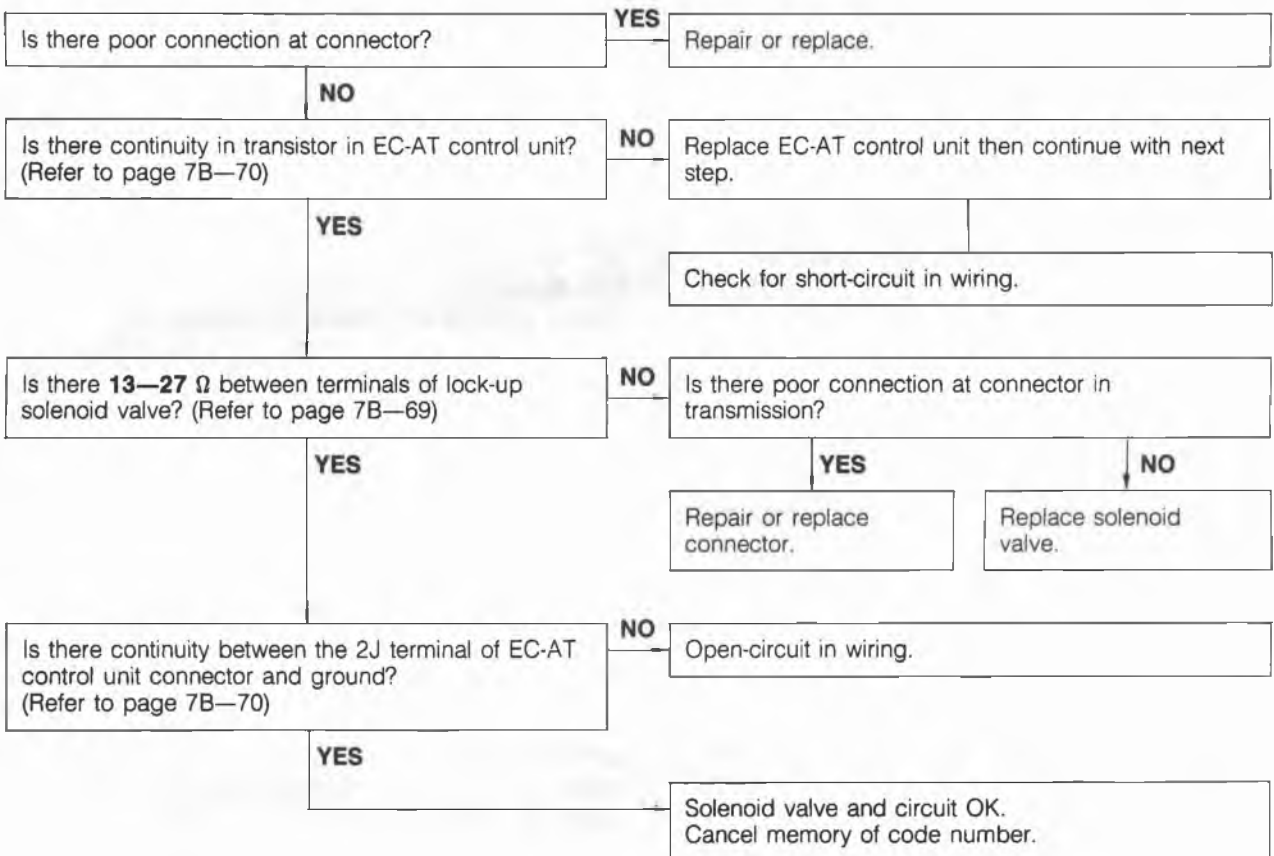 Is there poor connection at connector?
YES
Repair or replace.
NO
Is there continuity in transistor in EC-AT control unit?
(Refer to page 7B—70)
NO
Replace EC-AT control unit then continue with next
step.
YES
Check for short-circuit in wiring.
Is there 13—27 Ω between terminals of lock-up
solenoid valve? (Refer to page 7B—69)
NO
Is there poor connection at connector in
transmission?
YES
YES
NO
Repair or replace
connector.
Replace solenoid
valve.
Is there continuity between the 2J terminal of EC-AT
control unit connector and ground?
(Refer to page 7B—70)
NO
Open-circuit in wiring.
YES
Solenoid valve and circuit OK.
Cancel memory of code number.